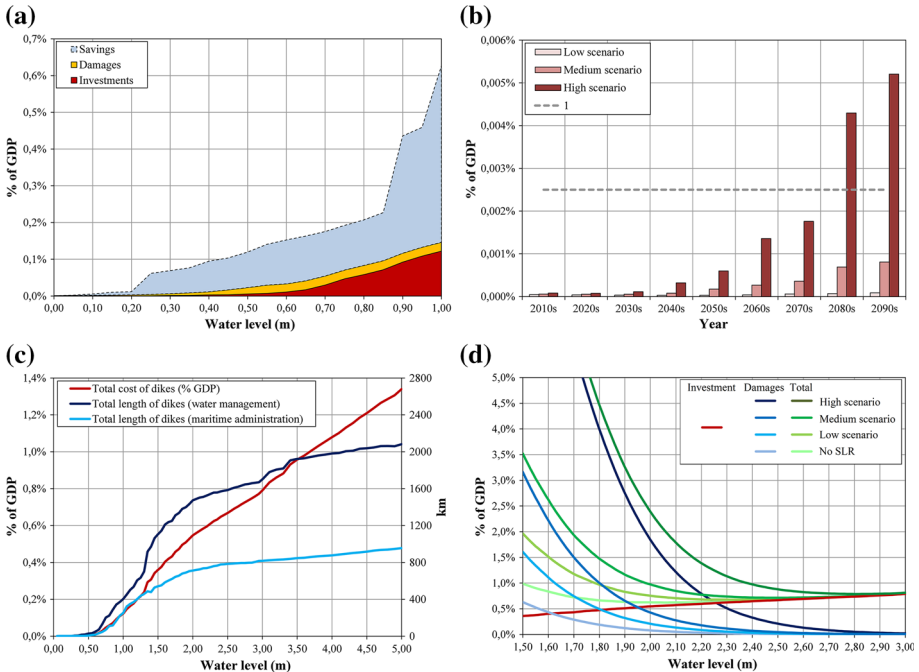 (a)
0,7%
0,6%
0,5%
0,4%
0,3%
0,2%
0,1%
0,0%
% of GDP
Savings
Damages
Investments
0,00 0,10 0,20 0,30 0,40 0,50 0,60 0,70 0,80 0,90 1,00
Water level (m)
(b)
0,006%
0,005%
0,004%
0,003%
0,002%
0,001%
0,000%
% of GDP
Low scenario
Medium scenario
High scenario
1
2010s 2020s 2030s 2040s 2050s 2060s 2070s 2080s 2090s
Year
(c)
1,4%
1,2%
1,0%
0,8%
0,6%
0,4%
0,2%
0,0%
% of GDP
Total cost of dikes (% GDP)
Total length of dikes (water management)
Total length of dikes (maritime administration)
2800
2400
2000
1600
1200
800
400
0
km
0,00 0,50 1,00 1,50 2,00 2,50 3,00 3,50 4,00 4,50 5,00
Water level (m)
(d)
5,0%
4,5%
4,0%
3,5%
3,0%
2,5%
2,0%
1,5%
1,0%
0,5%
0,0%
% of GDP
Investment Damages Total
High scenario
Medium scenario
Low scenario
No SLR
1,50 1,60 1,70 1,80 1,90 2,00 2,10 2,20 2,30 2,40 2,50 2,60 2,70 2,80 2,90 3,00
Water level (m)